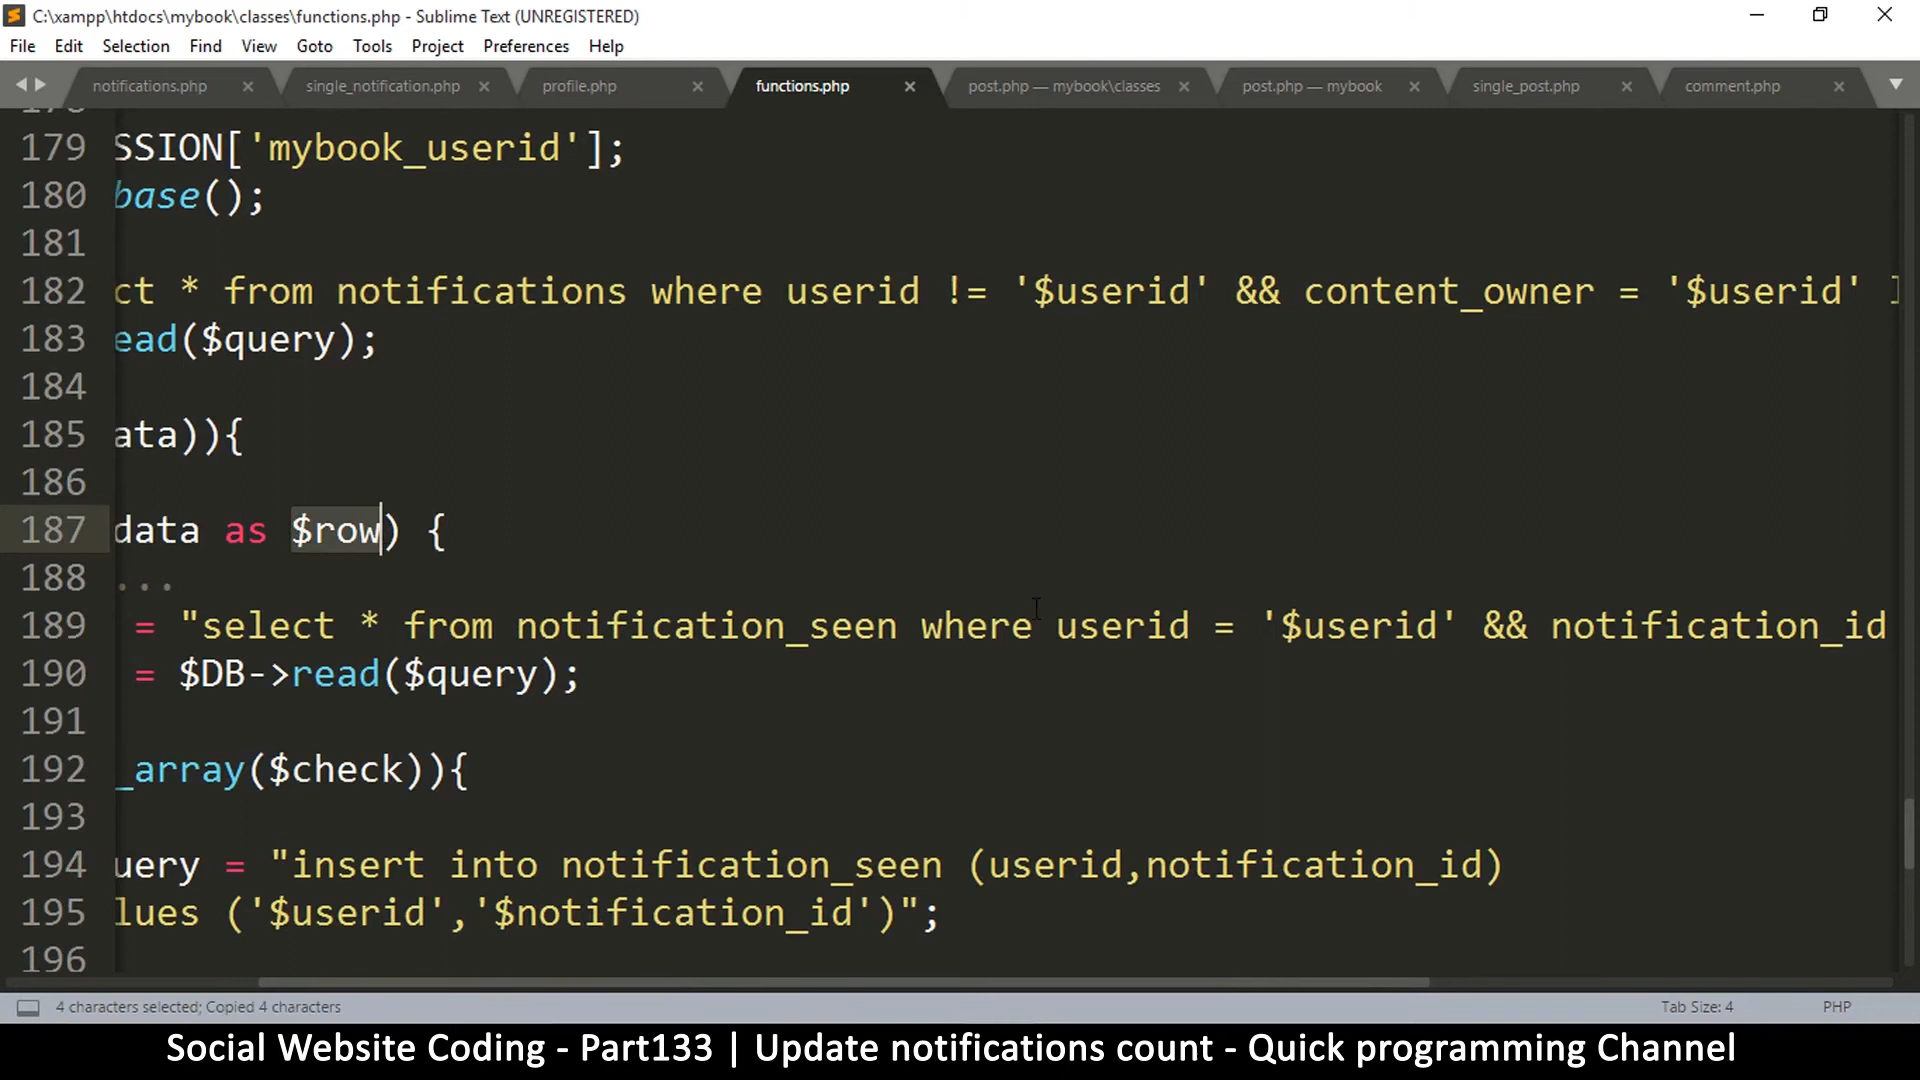 C:\xampp\htdocs\mybook\classes\functions.php - Sublime Text (UNREGISTERED)
File Edit Selection Find View Goto Tools Project Preferences Help
notifications.php single_notification.php profile.php functions.php post.php — mybook\classes post.php — mybook single_post.php comment.php
179 SSION['mybook_userid'];
180 base();
181
182 ct * from notifications where userid != '$userid' && content_owner = '$userid'
183 ead($query);
184
185 ata)){
186
187 data as $row) {
188 ...
189 = "select * from notification_seen where userid = '$userid' && notification_id
190 = $DB->read($query);
191
192 _array($check)){
193
194 uery = "insert into notification_seen (userid,notification_id)
195 lues ('$userid','$notification_id')";
196
4 characters selected; Copied 4 characters Tab Size: 4 PHP
Social Website Coding - Part133 | Update notifications count - Quick programming Channel